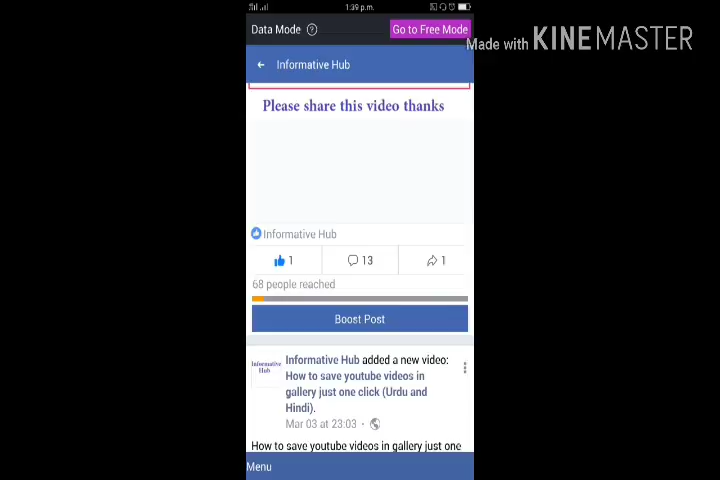 1:39 p.m.
Data Mode ?
Go to Free Mode
Made with KINEMASTER
Informative Hub
Please share this video thanks
Informative Hub
1 13 1
68 people reached
Boost Post
Informative Hub
Informative Hub added a new video:
How to save youtube videos in
gallery just one click (Urdu and
Hindi).
Mar 03 at 23:03 ·
How to save youtube videos in gallery just one
Menu